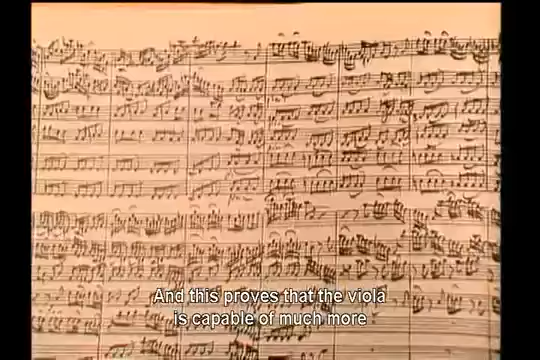 And this proves that the viola
is capable of much more